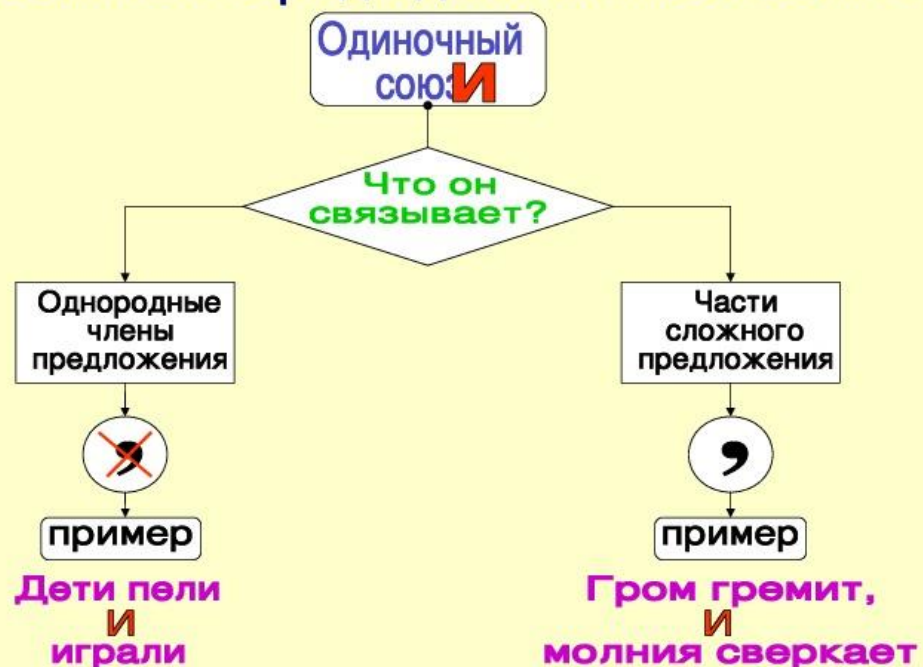 Одиночный
союз И
Что он
связывает?
Однородные
члены
предложения
Части
сложного
предложения
,
,
пример
пример
Дети пели
И
играли
Гром гремит,
И
молния сверкает